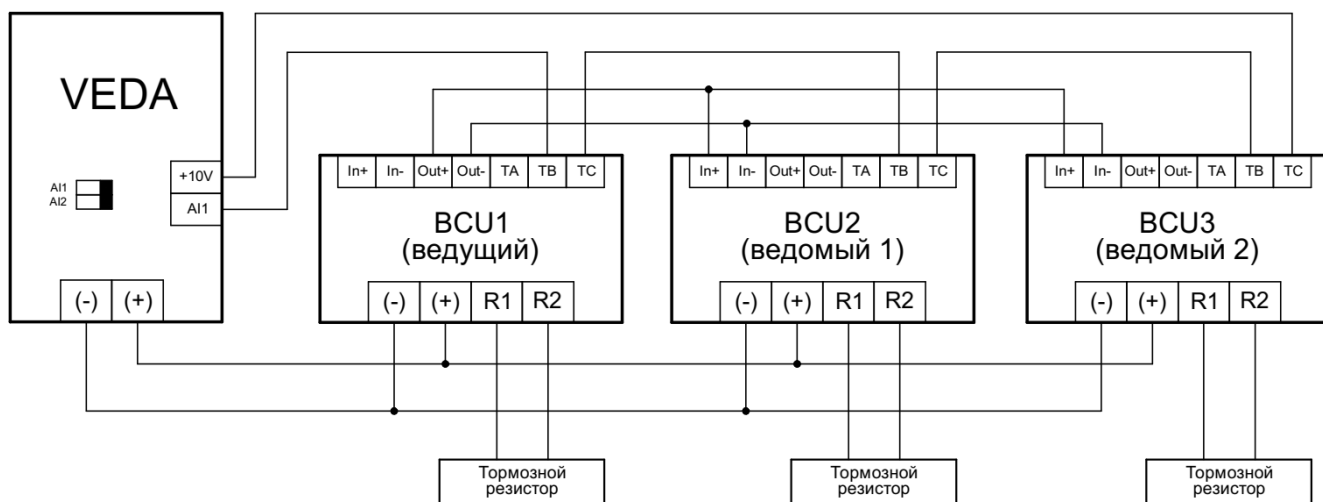 VEDA
+10V
AI1
AI1
AI2
(-) (+)
In+ In- Out+ Out- TA TB TC
BCU1
(ведущий)
(-) (+) R1 R2
Тормозной
резистор
In+ In- Out+ Out- TA TB TC
BCU2
(ведомый 1)
(-) (+) R1 R2
Тормозной
резистор
In+ In- Out+ Out- TA TB TC
BCU3
(ведомый 2)
(-) (+) R1 R2
Тормозной
резистор